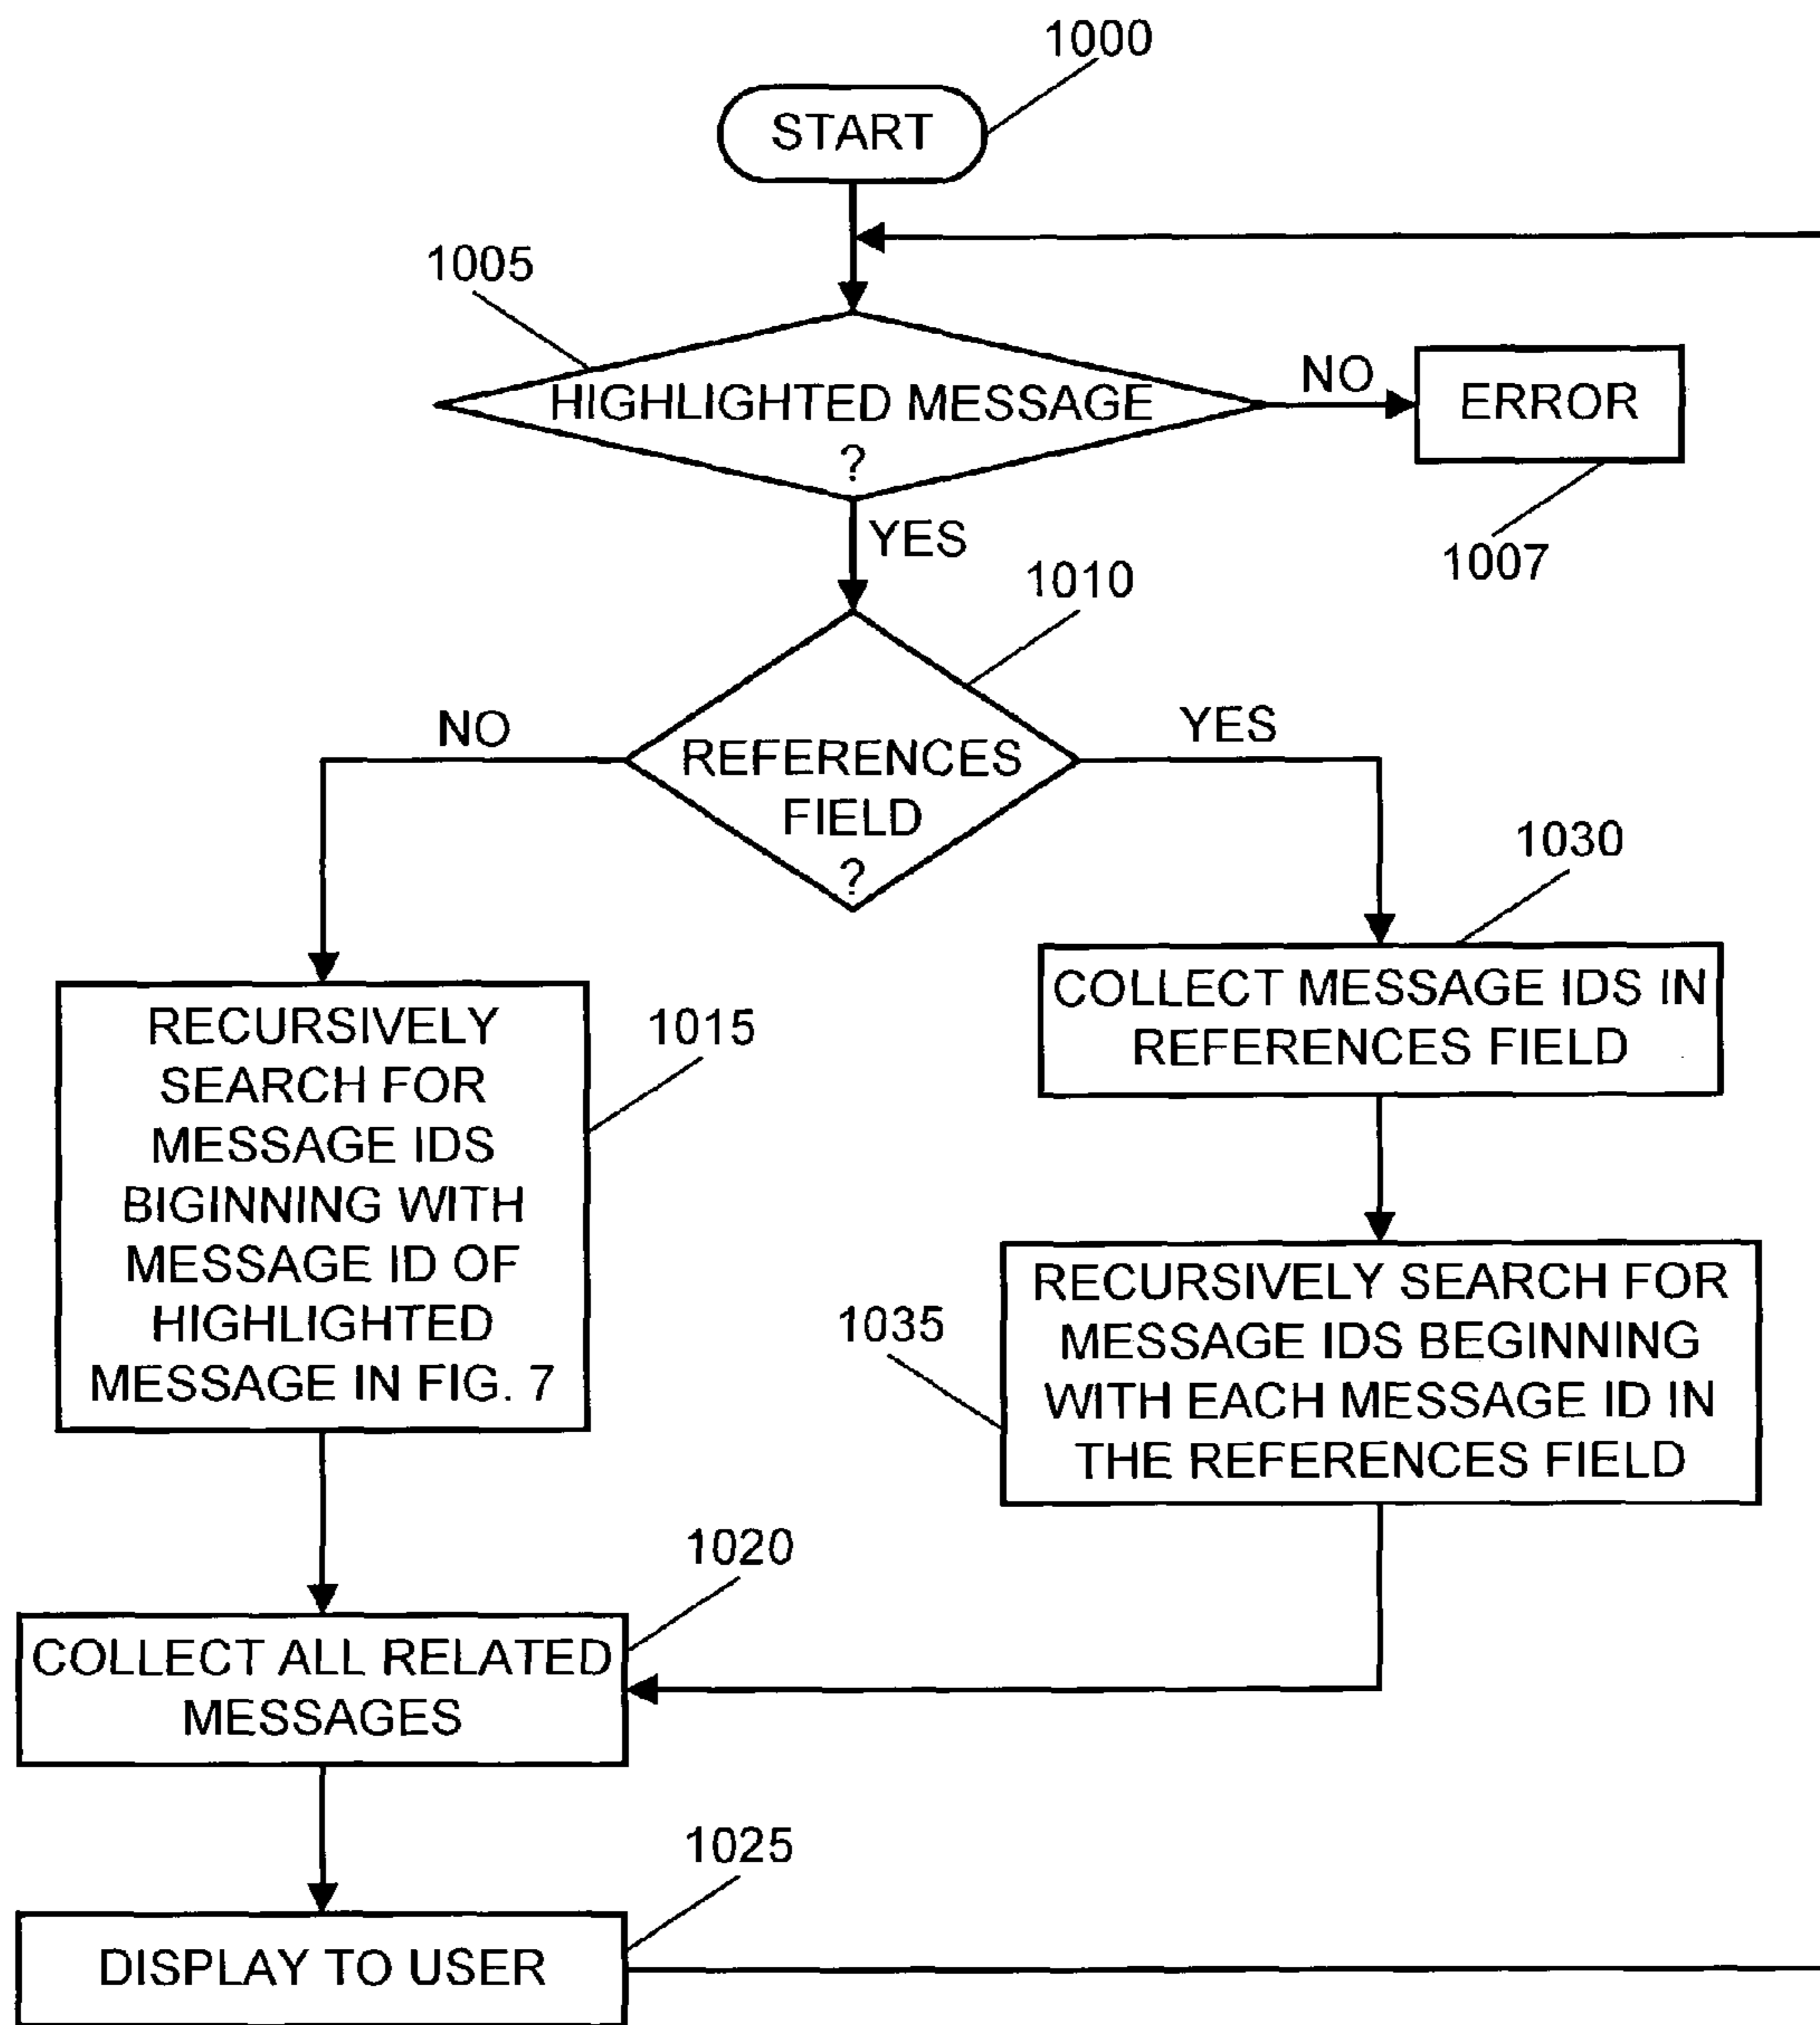 1000
START
1005
HIGHLIGHTED MESSAGE
?
NO
ERROR
1007
YES
1010
REFERENCES
FIELD
?
NO
YES
1030
COLLECT MESSAGE IDS IN
REFERENCES FIELD
RECURSIVELY
SEARCH FOR
MESSAGE IDS
BIGINNING WITH
MESSAGE ID OF
HIGHLIGHTED
MESSAGE IN FIG. 7
1015
RECURSIVELY SEARCH FOR
MESSAGE IDS BEGINNING
WITH EACH MESSAGE ID IN
THE REFERENCES FIELD
1035
1020
COLLECT ALL RELATED
MESSAGES
1025
DISPLAY TO USER